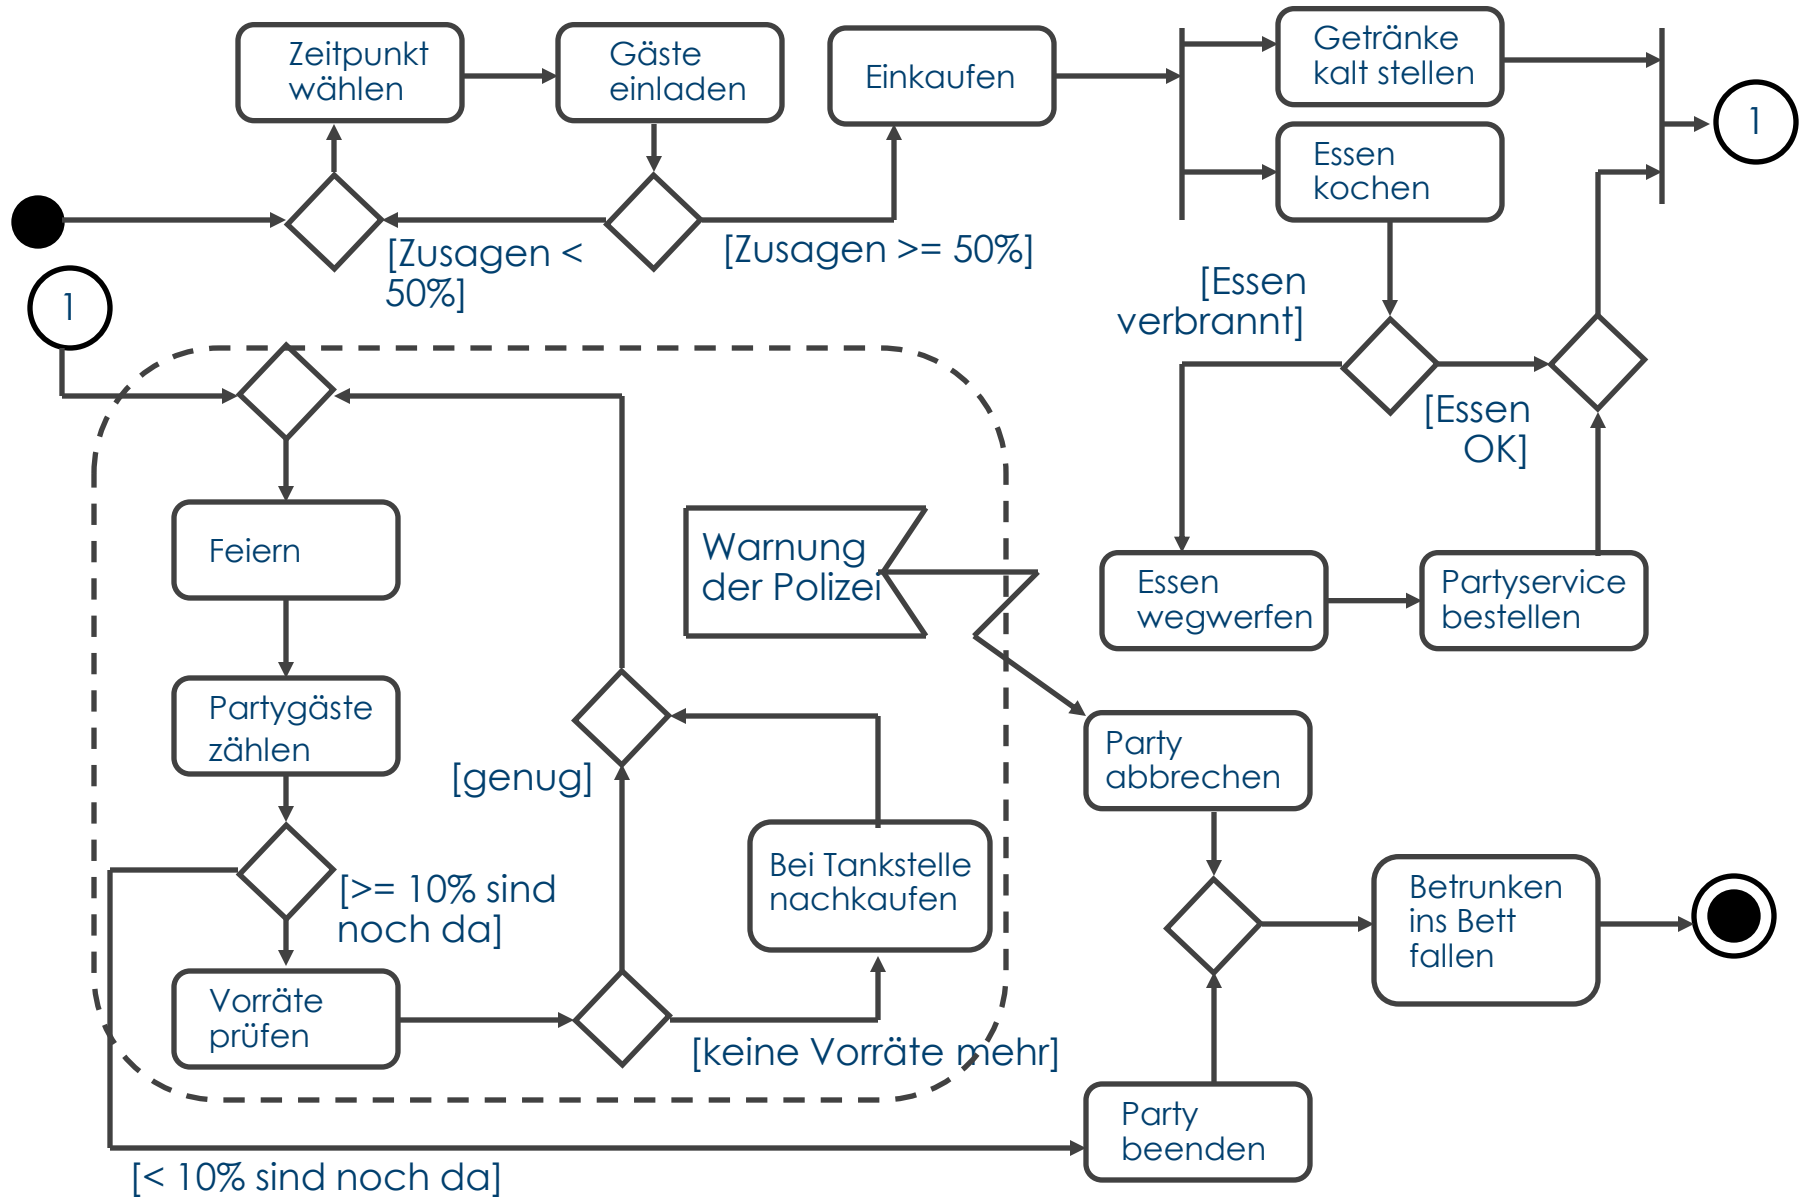 Zeitpunkt
wählen
Gäste
einladen
Einkaufen
Getränke
kalt stellen
Essen
kochen
1
[Zusagen <
50%]
[Zusagen >= 50%]
[Essen
verbrannt]
1
[Essen
OK]
Feiern
Warnung
der Polizei
Essen
wegwerfen
Partyservice
bestellen
Partygäste
zählen
[genug]
Party
abbrechen
[>= 10% sind
noch da]
Bei Tankstelle
nachkaufen
Betrunken
ins Bett
fallen
Vorräte
prüfen
[keine Vorräte mehr]
Party
beenden
[< 10% sind noch da]